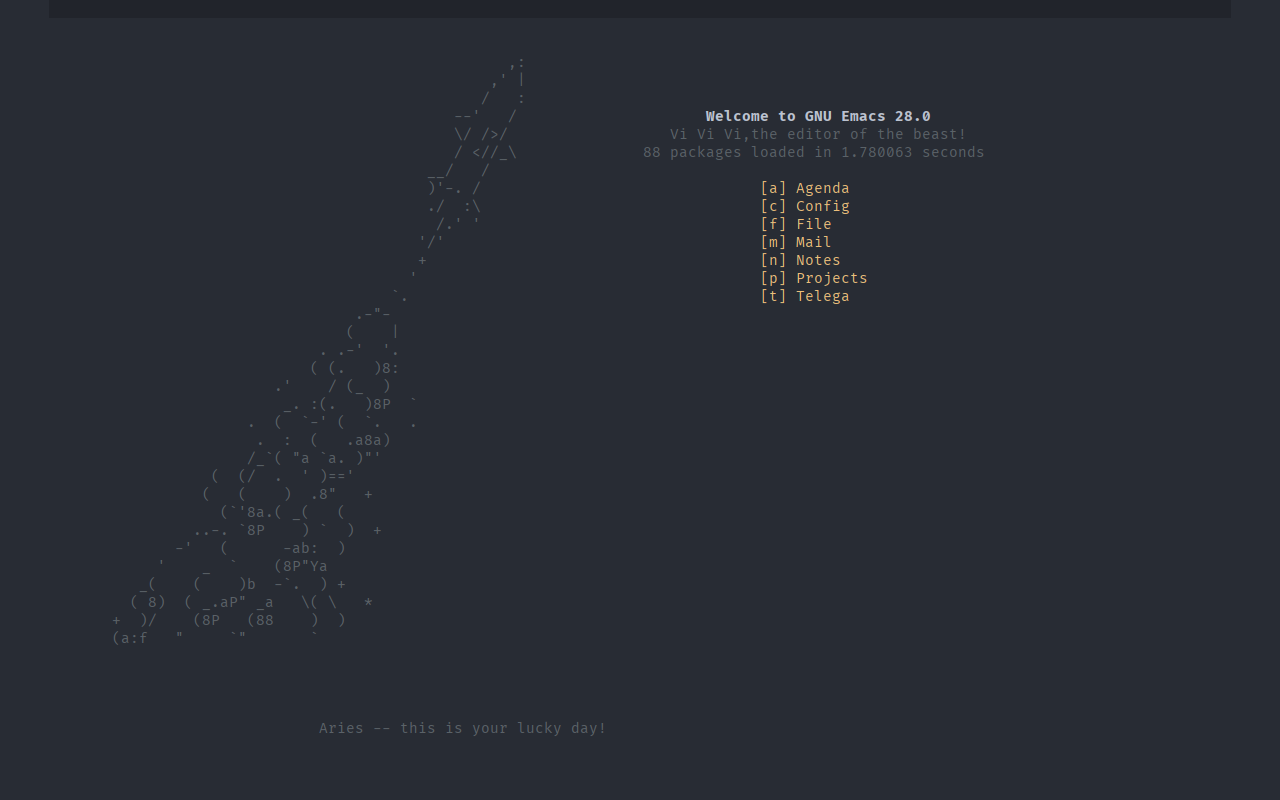 Welcome to GNU Emacs 28.0
Vi Vi Vi,the editor of the beast!
88 packages loaded in 1.780063 seconds
[a] Agenda
[c] Config
[f] File
[m] Mail
[n] Notes
[p] Projects
[t] Telega
Aries -- this is your lucky day!